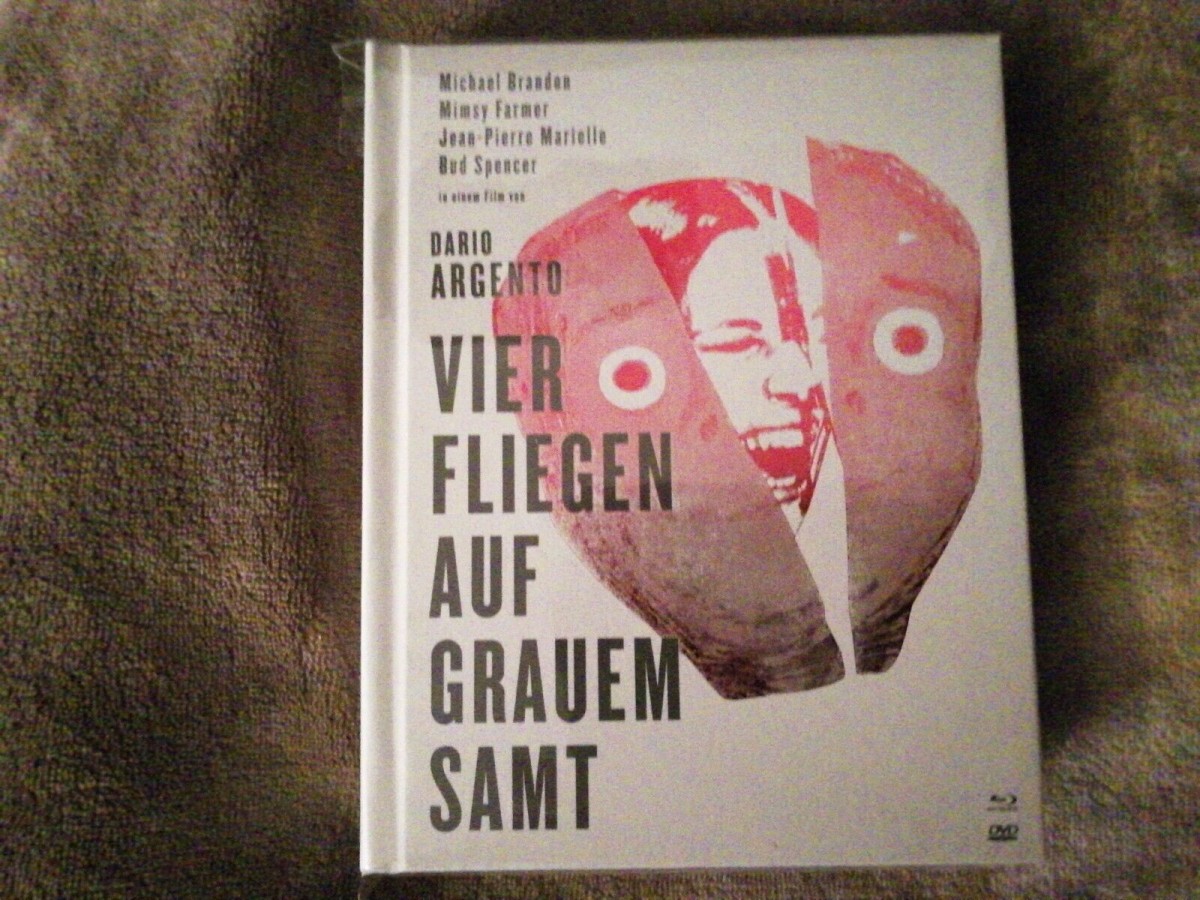 Michael Brandon
Mimsy Farmer
Jean-Pierre Marielle
Bud Spencer
in einem Film von
DARIO
ARGENTO
VIER
FLIEGEN
AUF
GRAUEM
SAMT
DVD